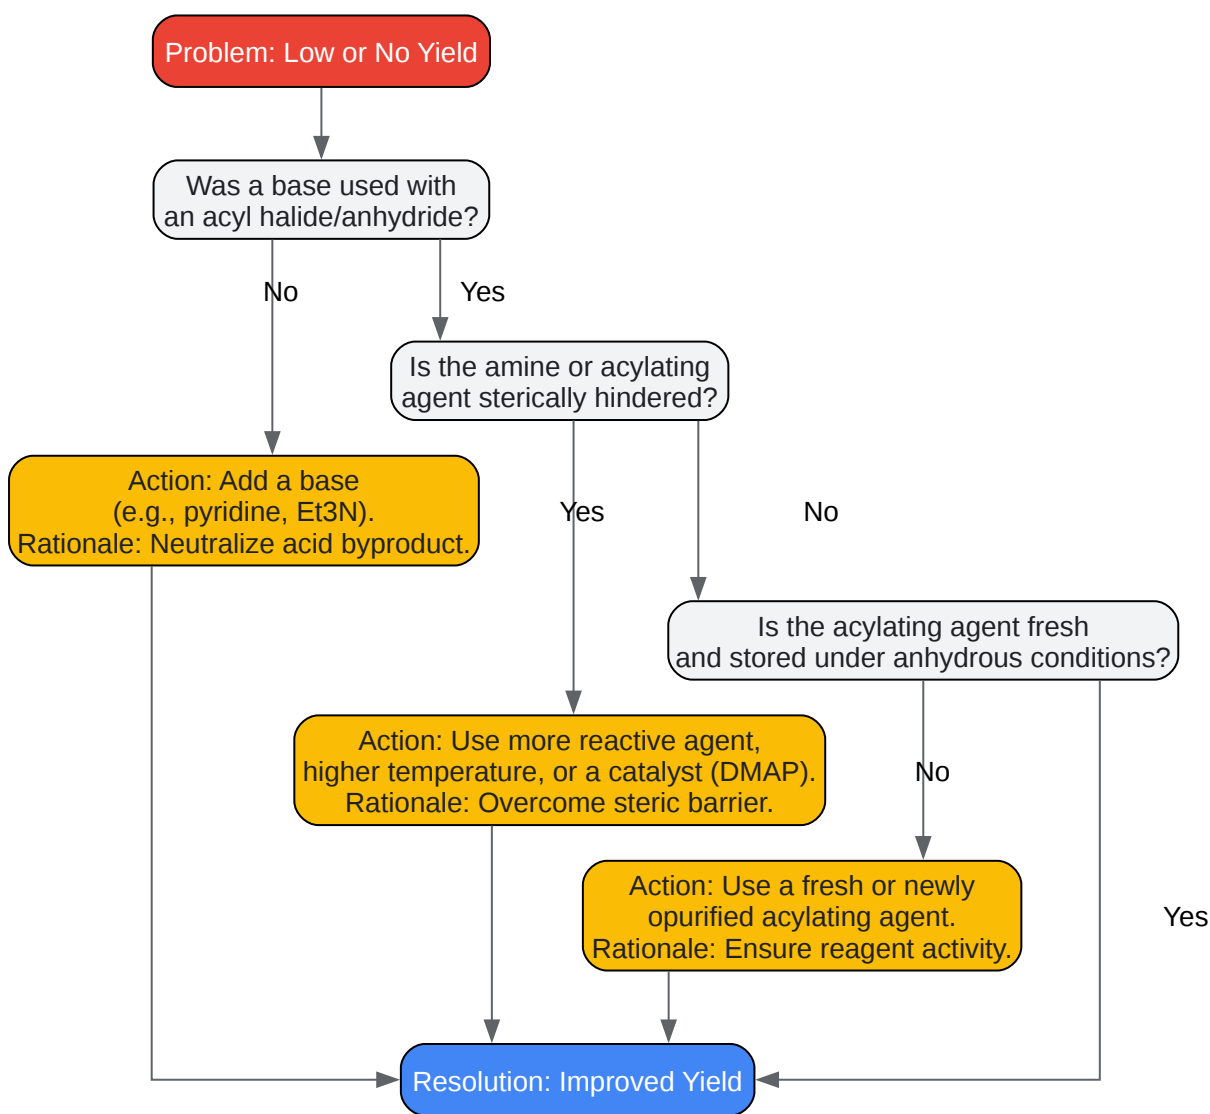 Problem: Low or No Yield
Was a base used with
an acyl halide/anhydride?
No
Yes
Is the amine or acylating
agent sterically hindered?
Action: Add a base
(e.g., pyridine, Et3N).
Rationale: Neutralize acid byproduct.
Yes
No
Is the acylating agent fresh
and stored under anhydrous conditions?
Action: Use more reactive agent,
higher temperature, or a catalyst (DMAP).
Rationale: Overcome steric barrier.
No
Action: Use a fresh or newly
opurified acylating agent.
Rationale: Ensure reagent activity.
Yes
Resolution: Improved Yield